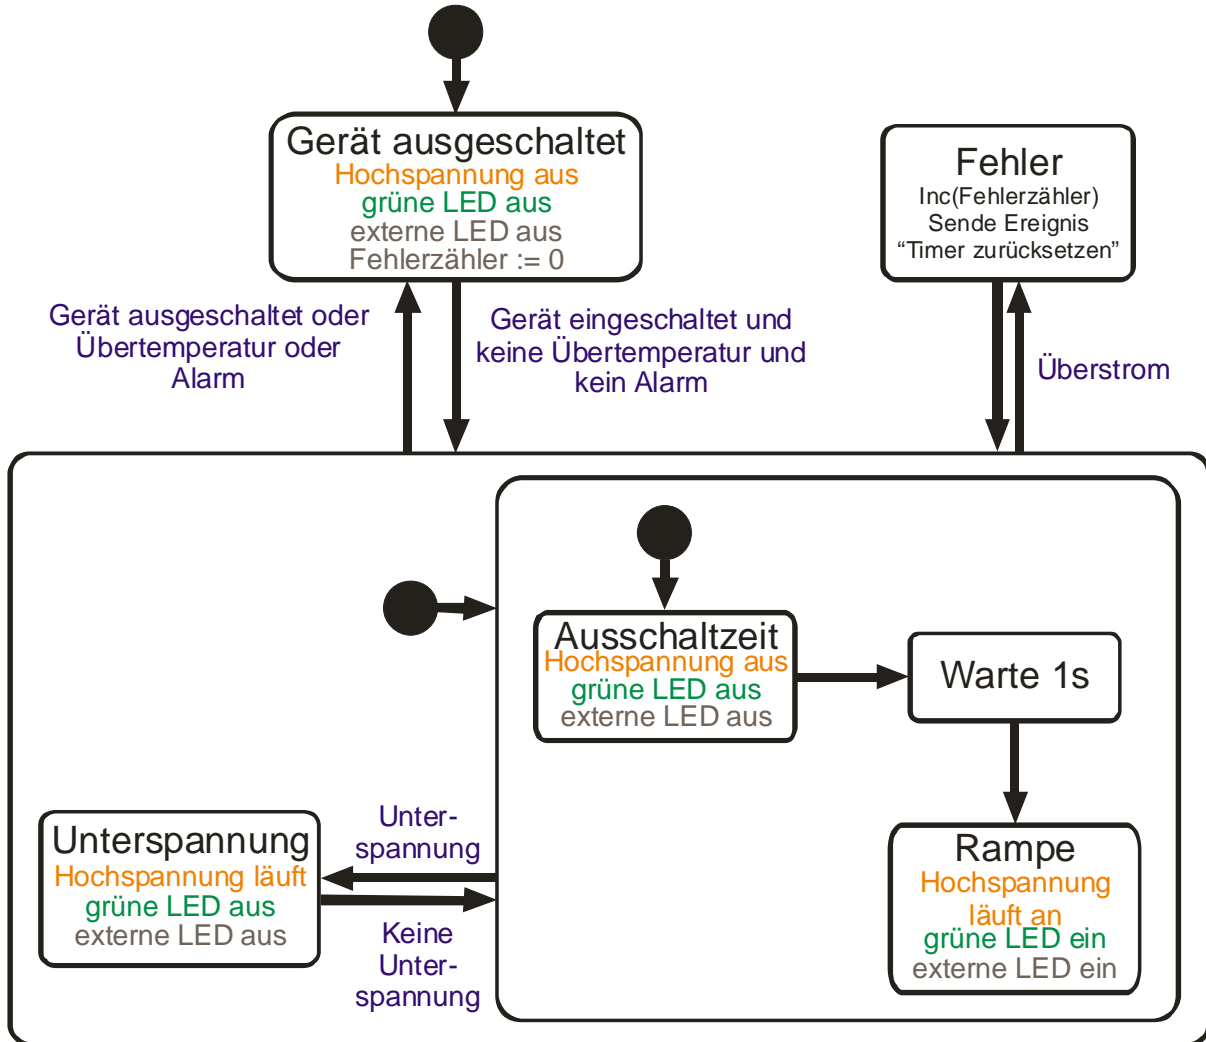 Gerät ausgeschaltet
Hochspannung aus
grüne LED aus
externe LED aus
Fehlerzähler := 0
Fehler
Inc(Fehlerzähler)
Sende Ereignis
“Timer zurücksetzen”
Gerät ausgeschaltet oder
Übertemperatur oder
Alarm
Gerät eingeschaltet und
keine Übertemperatur und
kein Alarm
Überstrom
Ausschaltzeit
Hochspannung aus
grüne LED aus
externe LED aus
Warte 1s
Unterspannung
Hochspannung läuft
grüne LED aus
externe LED aus
Unter-
spannung
Keine
Unter-
spannung
Rampe
Hochspannung
läuft an
grüne LED ein
externe LED ein